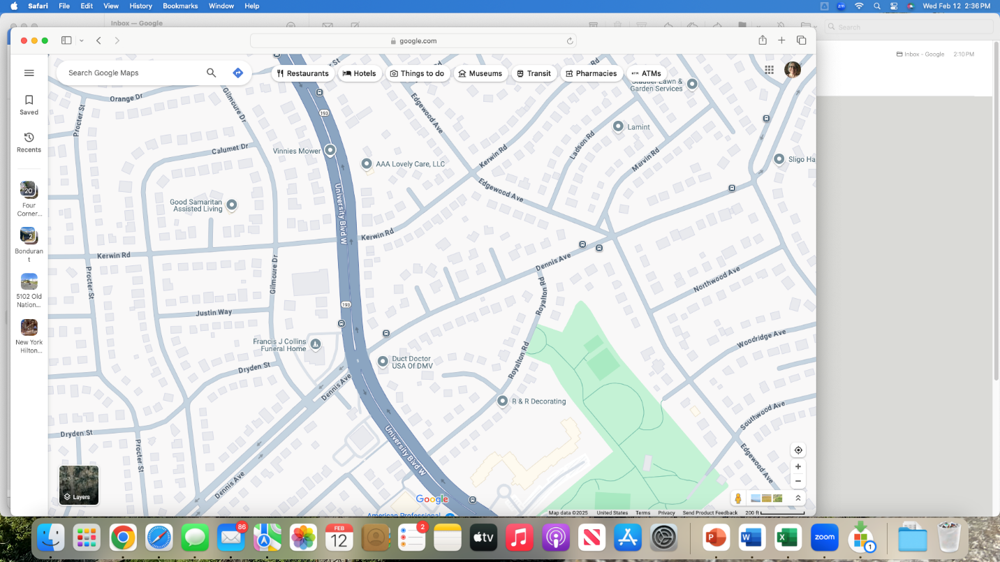 Safari File Edit View History Bookmarks Window Help
zm
Wed Feb 12 2:36 PM
Inbox — Google
Search
google.com
Inbox - Google 2:10 PM
Search Google Maps
Restaurants
Hotels
Things to do
Museums
Transit
Pharmacies
ATMs
Saved
Recents
20
Four
Corner...
2
Bonduran
t
5102 Old
Nation...
New York
Hilton...
Orange Dr
Procter St
Gilmoure Dr
193
Edgewood Ave
Stadtler Lawn &
Garden Services
Lamint
Ladson Rd
Marvin Rd
Kerwin Rd
Calumet Dr
Vinnies Mower
AAA Lovely Care, LLC
Sligo Ha
Edgewood Ave
Good Samaritan
Assisted Living
University Blvd W
Kerwin Rd
Kerwin Rd
Procter St
Gilmoure Dr
Dennis Ave
Northwood Ave
Royalton Rd
Justin Way
193
Francis J Collins
Funeral Home
Woodridge Ave
Duct Doctor
USA Of DMV
Royalton Rd
Dryden St
Dennis Ave
R & R Decorating
Southwood Ave
Dryden St
Procter St
University Blvd W
Edgewood Ave
Dennis Ave
Layers
Google
American Professional
Map data ©2025 United States Terms Privacy Send Product Feedback 200 ft
86
FEB
12
2
tv
P
W
X
zoom
1